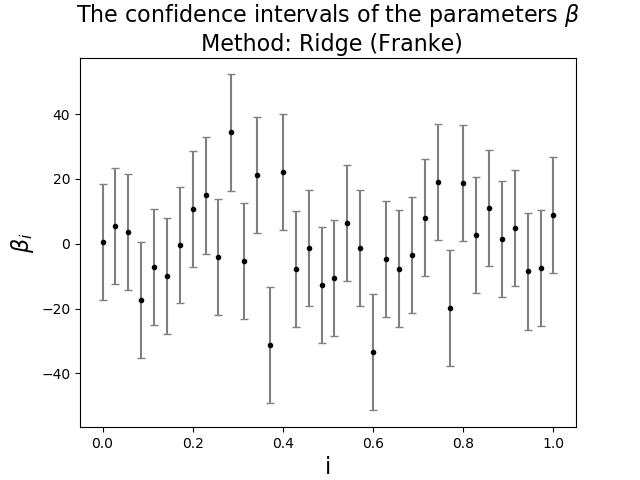 The confidence intervals of the parameters β
Method: Ridge (Franke)
40
20
0
−20
−40
βᵢ
0.0 0.2 0.4 0.6 0.8 1.0
i